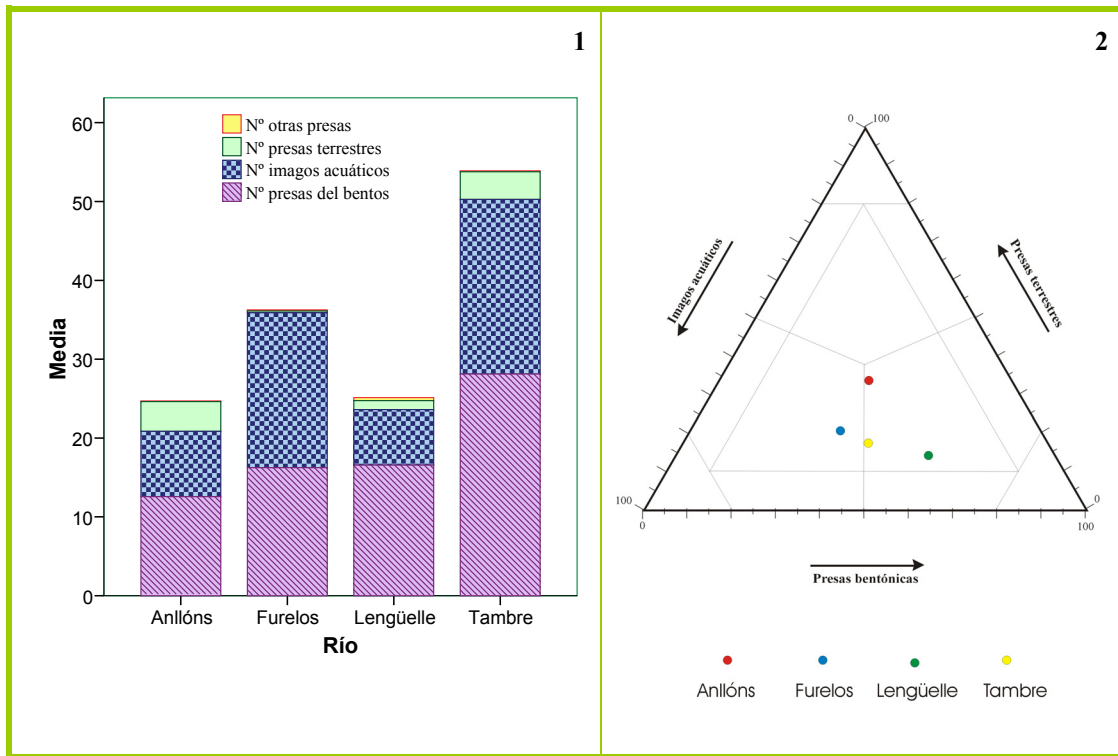 1
Nº otras presas
Nº presas terrestres
Nº imagos acuáticos
Nº presas del bentos
60
50
40
30
20
10
0
Media
Anllóns Furelos Lengüelle Tambre
Río
2
0 100
Imagos acuáticos
Presas terrestres
100 0
0 100
Presas bentónicas
Anllóns Furelos Lengüelle Tambre